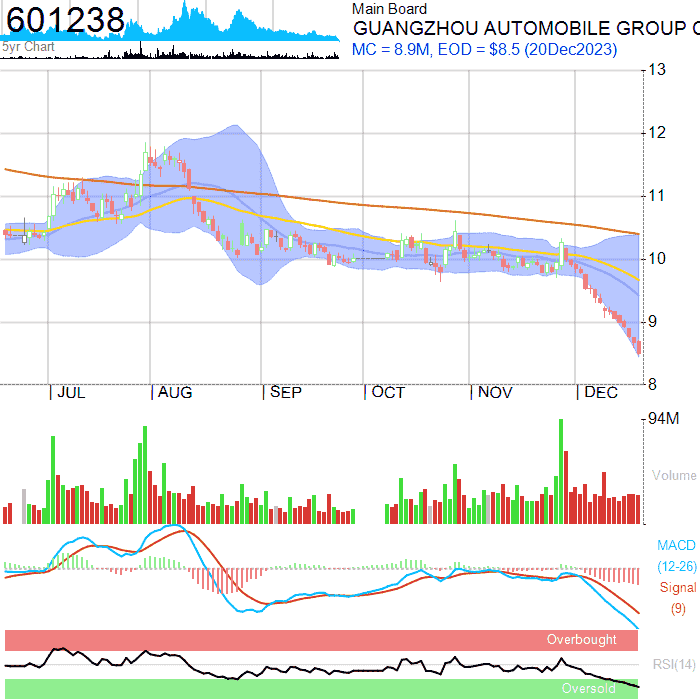 601238
5yr Chart
Main Board
GUANGZHOU AUTOMOBILE GROUP C
MC = 8.9M, EOD = $8.5 (20Dec2023)
13
12
11
10
9
8
JUL AUG SEP OCT NOV DEC
94M
Volume
MACD
(12-26)
Signal
(9)
Overbought
RSI(14)
Oversold